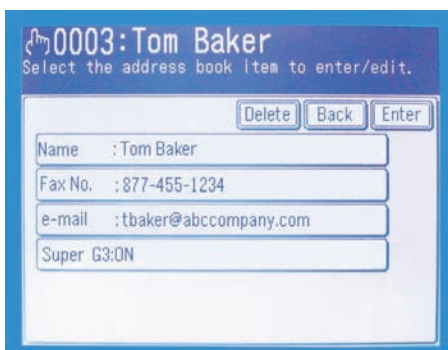 0003:Tom Baker
Select the address book item to enter/edit.
Delete Back Enter
Name :Tom Baker
Fax No. :877-455-1234
e-mail :tbaker@abccompany.com
Super G3:ON